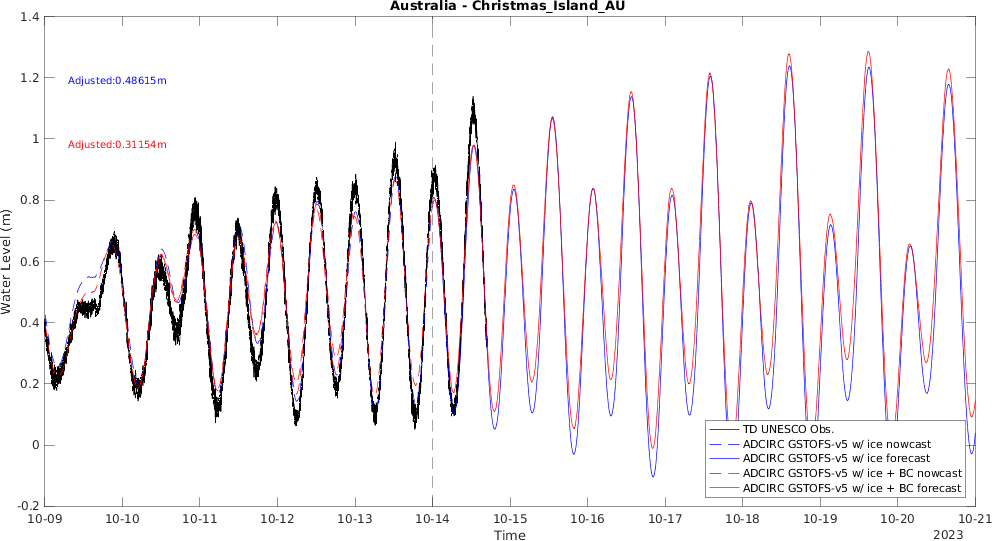 Australia - Christmas_Island_AU
1.4
1.2
1
0.8
0.6
0.4
0.2
0
-0.2
Water Level (m)
Adjusted:0.48615m
Adjusted:0.31154m
TD UNESCO Obs.
ADCIRC GSTOFS-v5 w/ ice nowcast
ADCIRC GSTOFS-v5 w/ ice forecast
ADCIRC GSTOFS-v5 w/ ice + BC nowcast
ADCIRC GSTOFS-v5 w/ ice + BC forecast
10-09 10-10 10-11 10-12 10-13 10-14 10-15 10-16 10-17 10-18 10-19 10-20 10-21
Time
2023